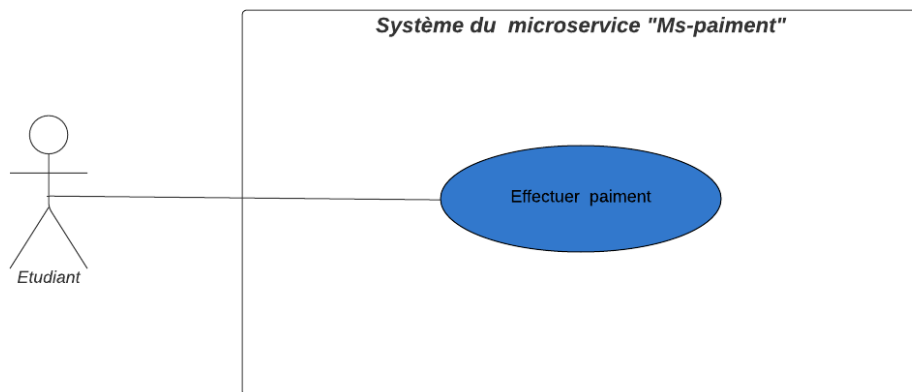 Système du microservice "Ms-paiment"
Effectuer paiment
Etudiant